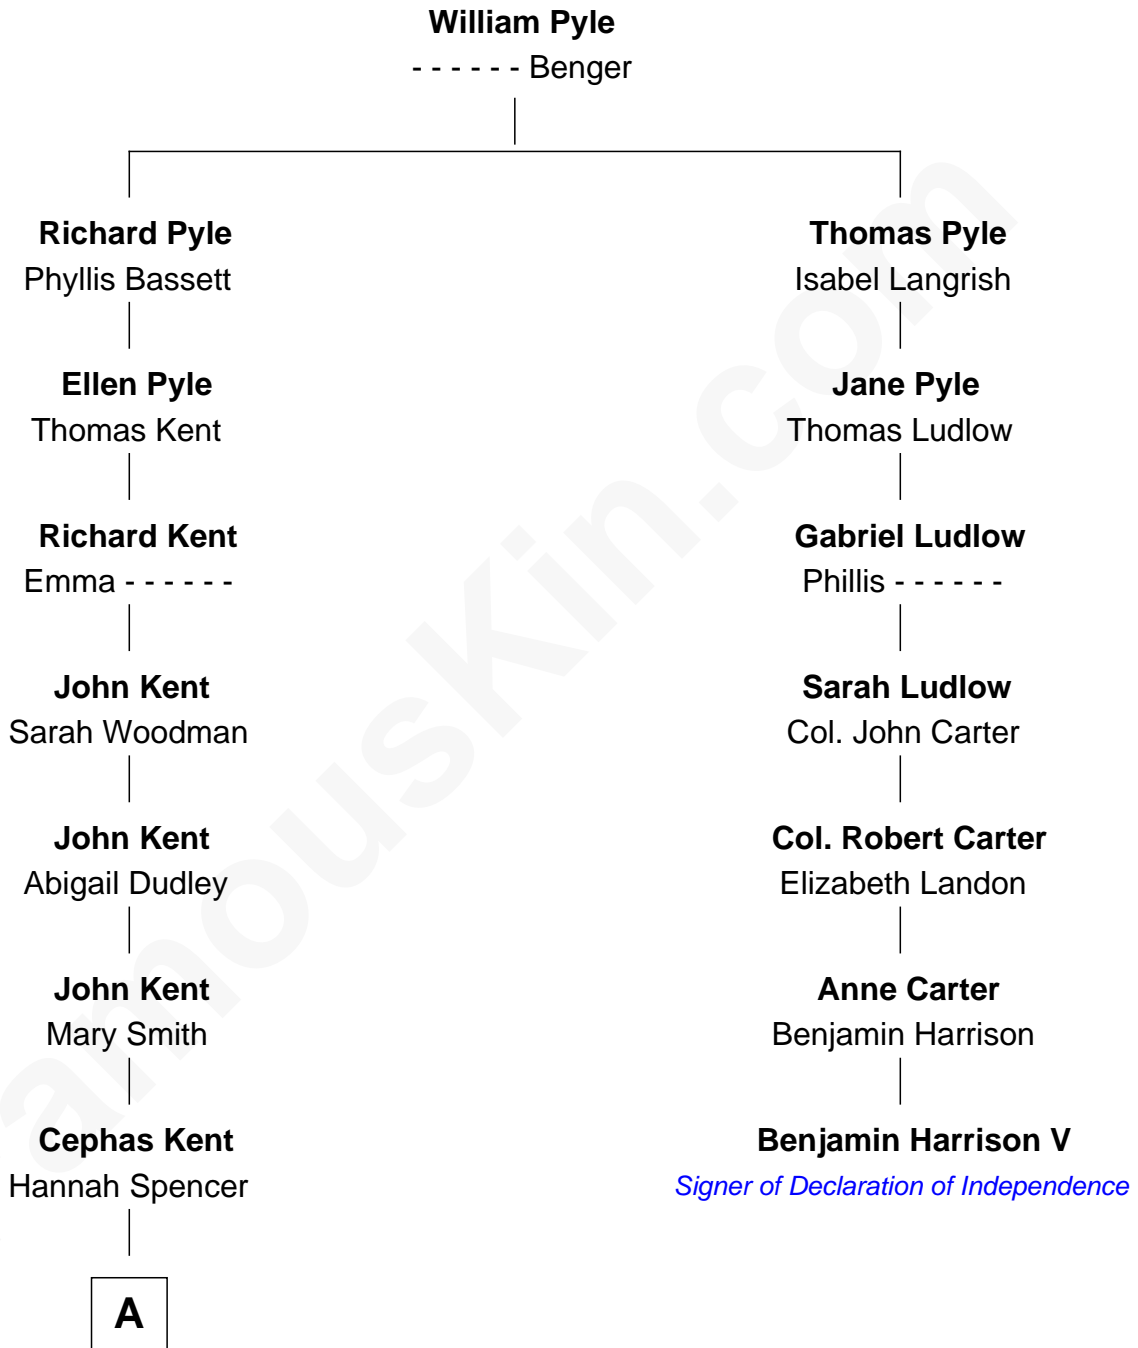 William Pyle
- - - - - - Benger
Richard Pyle
Phyllis Bassett
Thomas Pyle
Isabel Langrish
Ellen Pyle
Thomas Kent
Jane Pyle
Thomas Ludlow
Richard Kent
Emma - - - - - -
Gabriel Ludlow
Phillis - - - - - -
John Kent
Sarah Woodman
Sarah Ludlow
Col. John Carter
John Kent
Abigail Dudley
Col. Robert Carter
Elizabeth Landon
John Kent
Mary Smith
Anne Carter
Benjamin Harrison
Cephas Kent
Hannah Spencer
Benjamin Harrison V
Signer of Declaration of Independence
A
amousKin.com